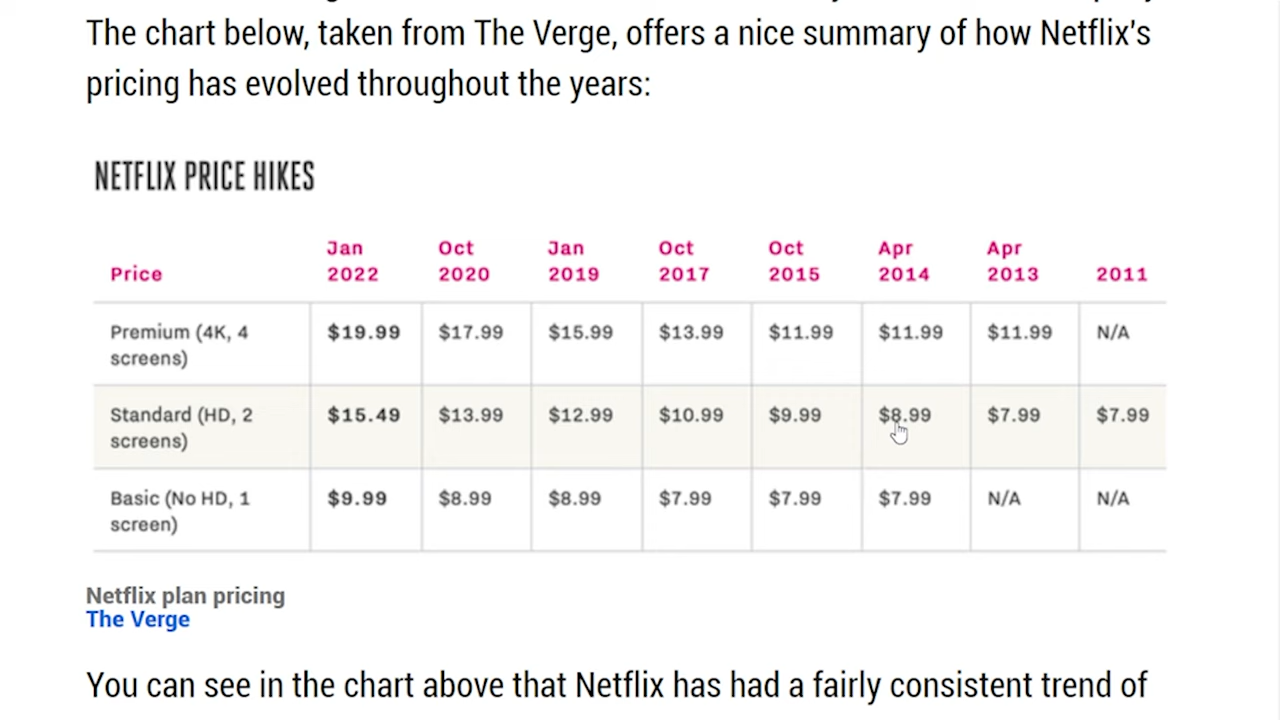 The chart below, taken from The Verge, offers a nice summary of how Netflix's
pricing has evolved throughout the years:
NETFLIX PRICE HIKES
Price Jan 2022 Oct 2020 Jan 2019 Oct 2017 Oct 2015 Apr 2014 Apr 2013 2011
Premium (4K, 4 screens) $19.99 $17.99 $15.99 $13.99 $11.99 $11.99 $11.99 N/A
Standard (HD, 2 screens) $15.49 $13.99 $12.99 $10.99 $9.99 $8.99 $7.99 $7.99
Basic (No HD, 1 screen) $9.99 $8.99 $8.99 $7.99 $7.99 $7.99 N/A N/A
Netflix plan pricing
The Verge
You can see in the chart above that Netflix has had a fairly consistent trend of